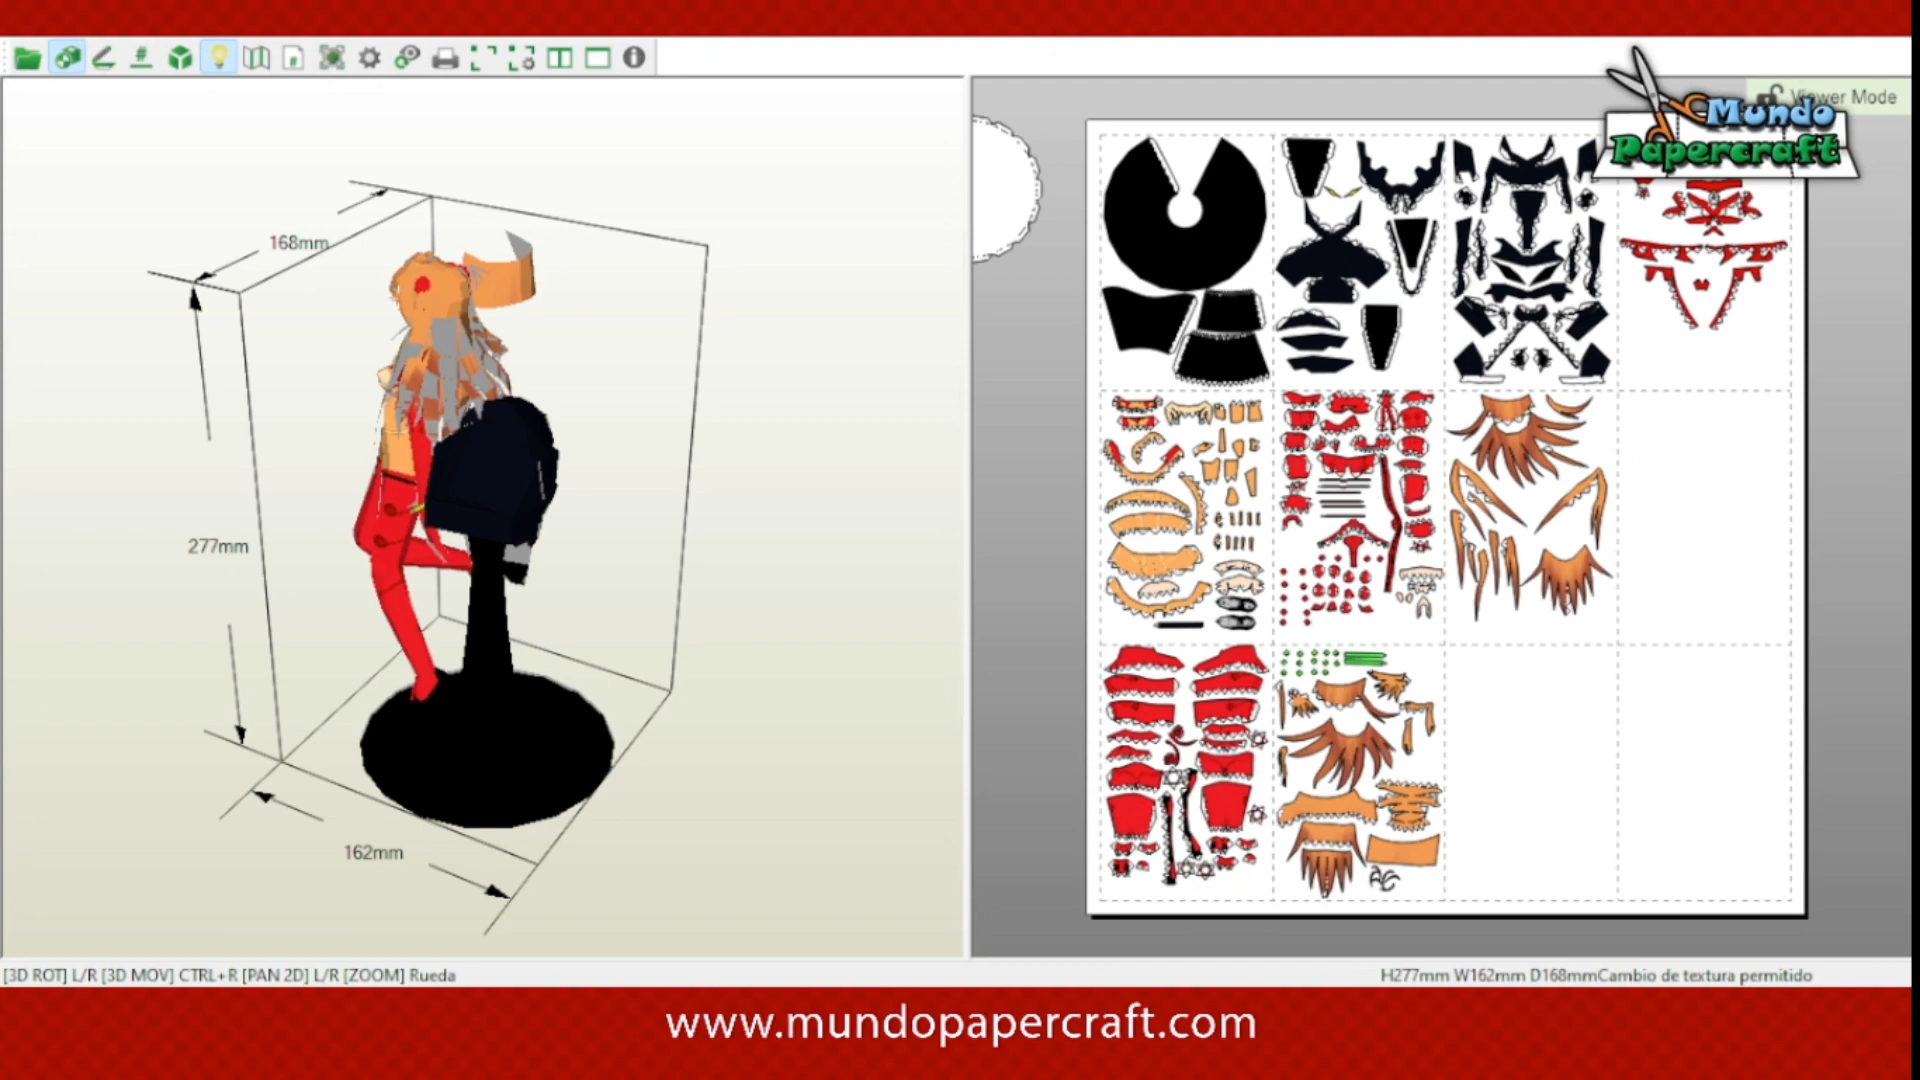 Viewer Mode
Mundo
Papercraft
168mm
277mm
162mm
[3D ROT] L/R [3D MOV] CTRL+R [PAN 2D] L/R [ZOOM] Rueda
H277mm W162mm D168mmCambio de textura permitido
www.mundopapercraft.com